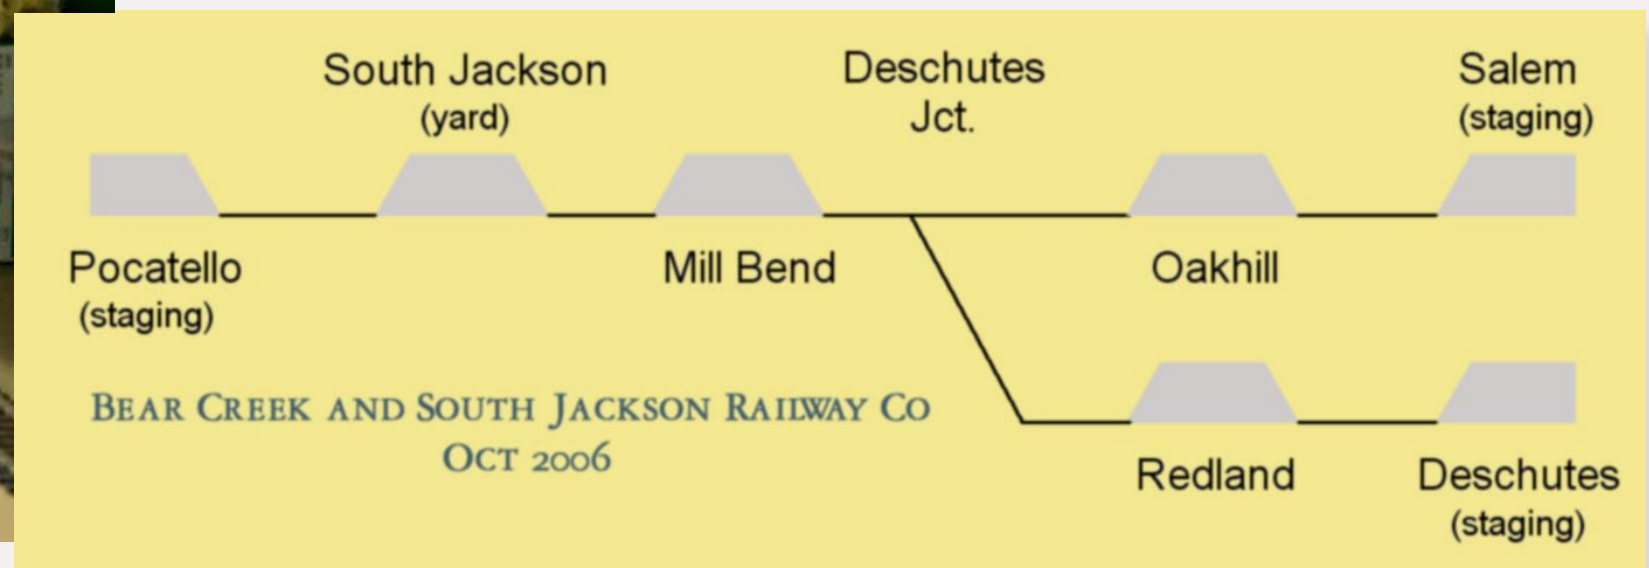 South Jackson
(yard)
Deschutes
Jct.
Salem
(staging)
Pocatello
(staging)
Mill Bend
Oakhill
BEAR CREEK AND SOUTH JACKSON RAILWAY CO
OCT 2006
Redland
Deschutes
(staging)